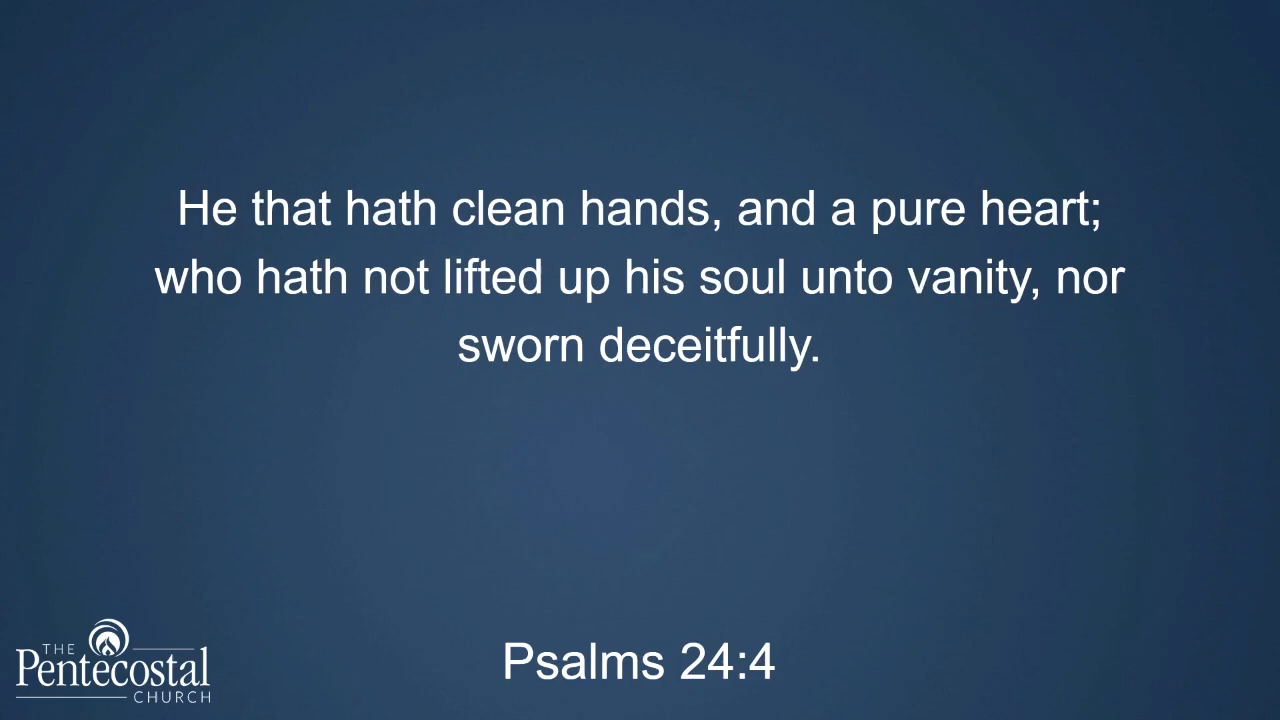 He that hath clean hands, and a pure heart;
who hath not lifted up his soul unto vanity, nor
sworn deceitfully.
Psalms 24:4
THE
Pentecostal
CHURCH